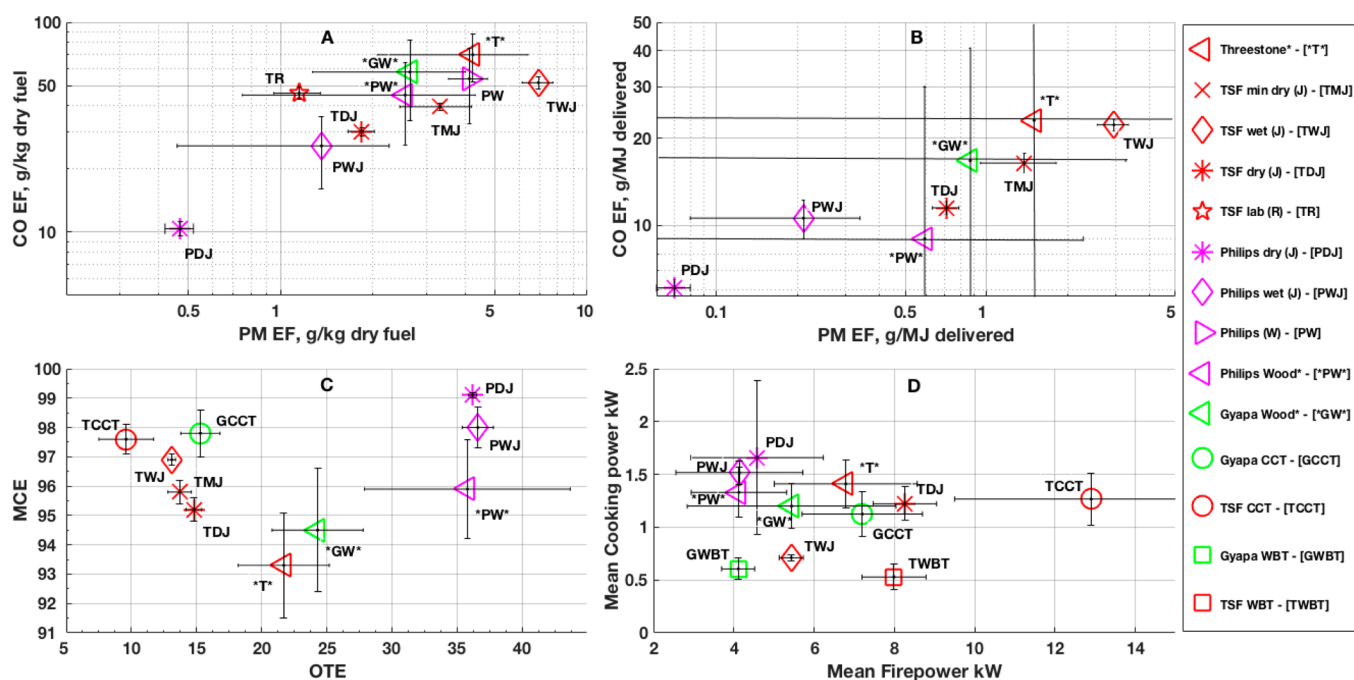 A
100
50
10
CO EF, g/kg dry fuel
*T*
*GW*
*PW*
TR
PW
TWJ
TMJ
TDJ
PWJ
PDJ
0.5
1
5
10
PM EF, g/kg dry fuel
B
50
40
30
20
10
CO EF, g/MJ delivered
*T*
TWJ
*GW*
TMJ
TDJ
PWJ
*PW*
PDJ
0.1
0.5
1
5
PM EF, g/MJ delivered
C
100
99
98
97
96
95
94
93
92
91
MCE
PDJ
PWJ
TCCT
GCCT
TWJ
TMJ
TDJ
*PW*
*GW*
*T*
5
10
15
20
25
30
35
40
OTE
D
2.5
2
1.5
1
0.5
0
Mean Cooking power kW
PDJ
PWJ
*T*
*PW*
TDJ
TCCT
*GW*
GCCT
GWBT
TWJ
TWBT
2
4
6
8
10
12
14
Mean Firepower kW
Threestone* - [*T*]
TSF min dry (J) - [TMJ]
TSF wet (J) - [TWJ]
TSF dry (J) - [TDJ]
TSF lab (R) - [TR]
Philips dry (J) - [PDJ]
Philips wet (J) - [PWJ]
Philips (W) - [PW]
Philips Wood* - [*PW*]
Gyapa Wood* - [*GW*]
Gyapa CCT - [GCCT]
TSF CCT - [TCCT]
Gyapa WBT - [GWBT]
TSF WBT - [TWBT]